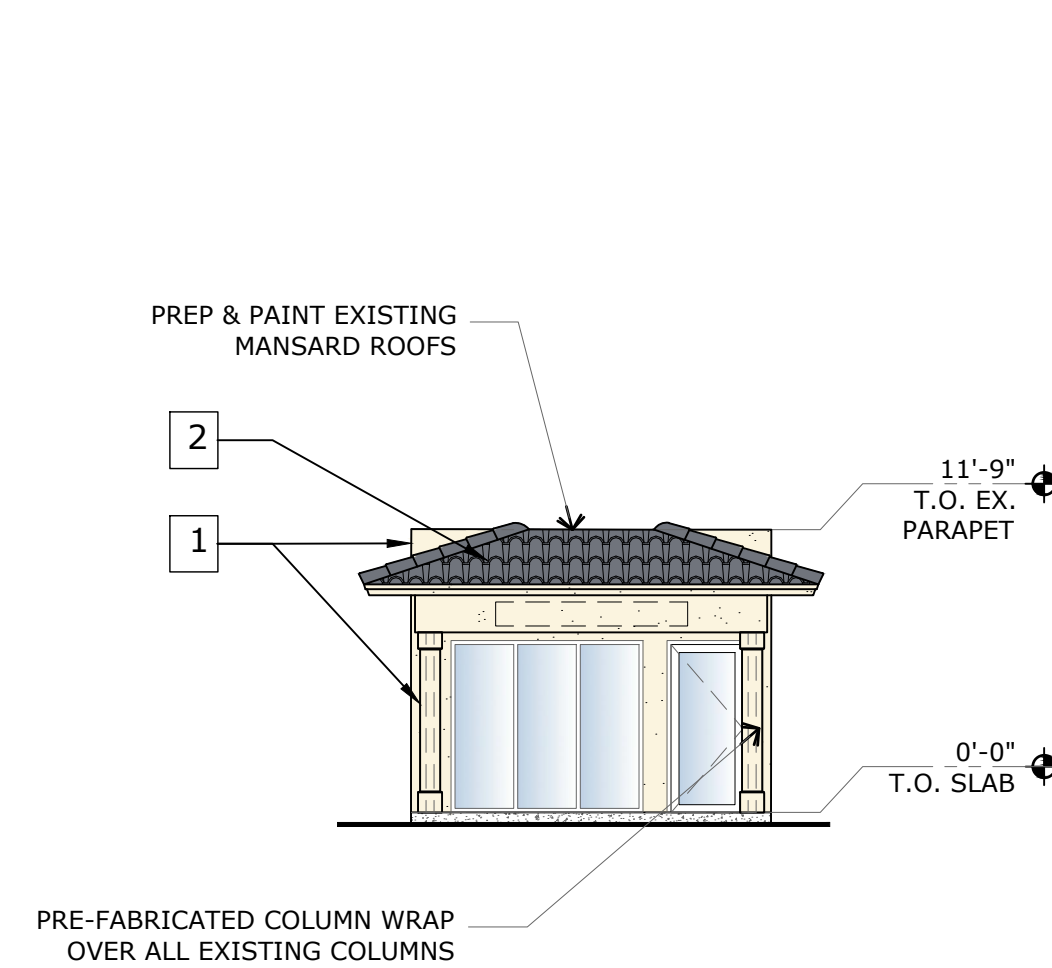 PREP & PAINT EXISTING
MANSARD ROOFS
2
1
11'-9"
T.O. EX.
PARAPET
0'-0"
T.O. SLAB
PRE-FABRICATED COLUMN WRAP
OVER ALL EXISTING COLUMNS